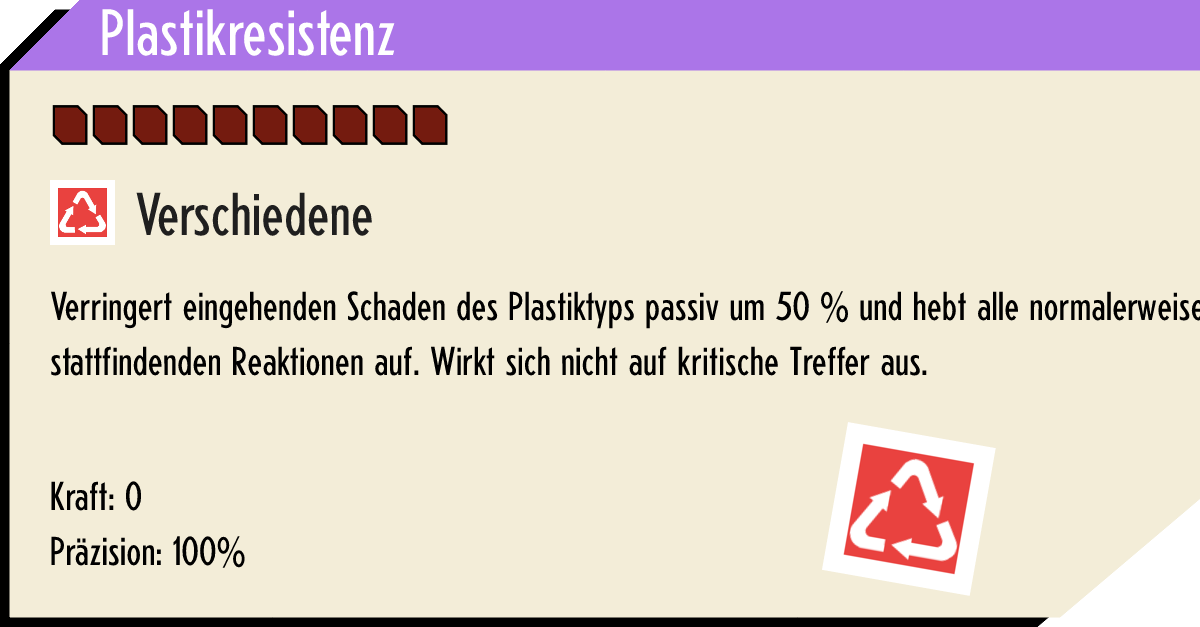 Plastikresistenz
Verschiedene
Verringert eingehenden Schaden des Plastiktyps passiv um 50 % und hebt alle normalerweise
stattfindenden Reaktionen auf. Wirkt sich nicht auf kritische Treffer aus.
Kraft: 0
Präzision: 100%